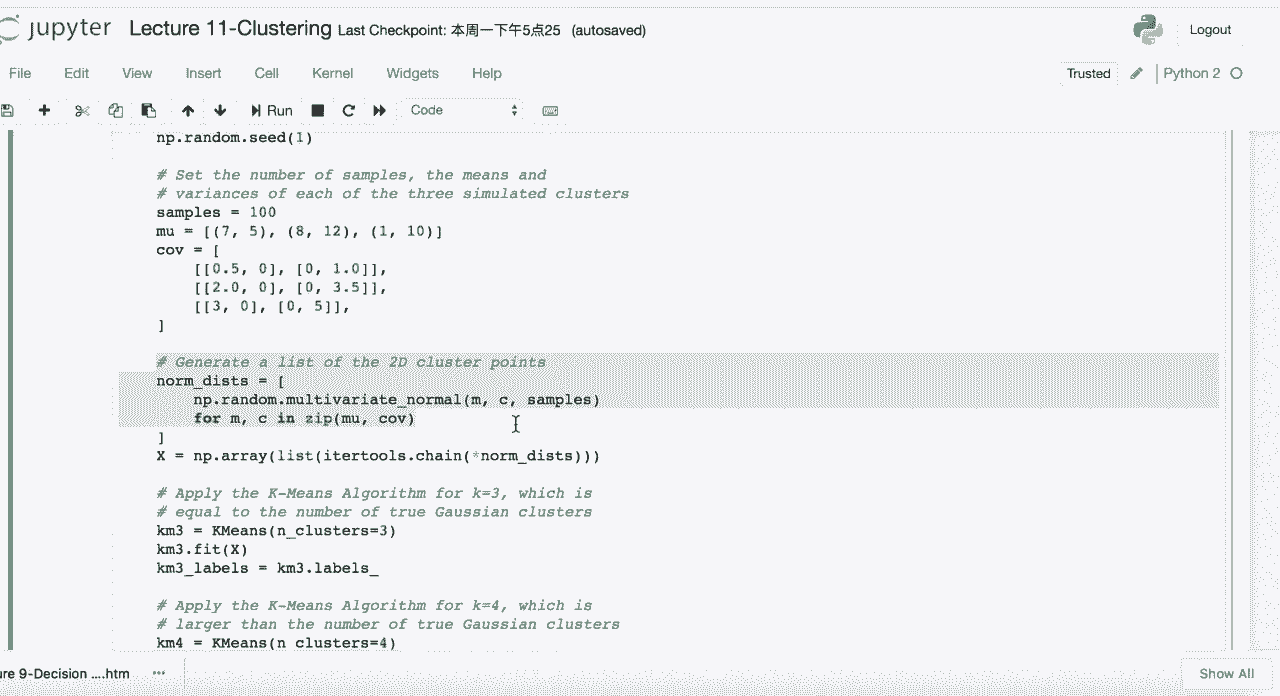 jupyter Lecture 11-Clustering Last Checkpoint: 本周一下午5点25 (autosaved) Logout
File Edit View Insert Cell Kernel Widgets Help Trusted Python 2
Run Code
np.random.seed(1)
# Set the number of samples, the means and
# variances of each of the three simulated clusters
samples = 100
mu = [(7, 5), (8, 12), (1, 10)]
cov = [
[[0.5, 0], [0, 1.0]],
[[2.0, 0], [0, 3.5]],
[[3, 0], [0, 5]],
]
# Generate a list of the 2D cluster points
norm_dists = [
np.random.multivariate_normal(m, c, samples)
for m, c in zip(mu, cov)
]
X = np.array(list(itertools.chain(*norm_dists)))
# Apply the K-Means Algorithm for k=3, which is
# equal to the number of true Gaussian clusters
km3 = KMeans(n_clusters=3)
km3.fit(X)
km3_labels = km3.labels_
# Apply the K-Means Algorithm for k=4, which is
# larger than the number of true Gaussian clusters
km4 = KMeans(n_clusters=4)
ure 9-Decision ....htm ••• Show All